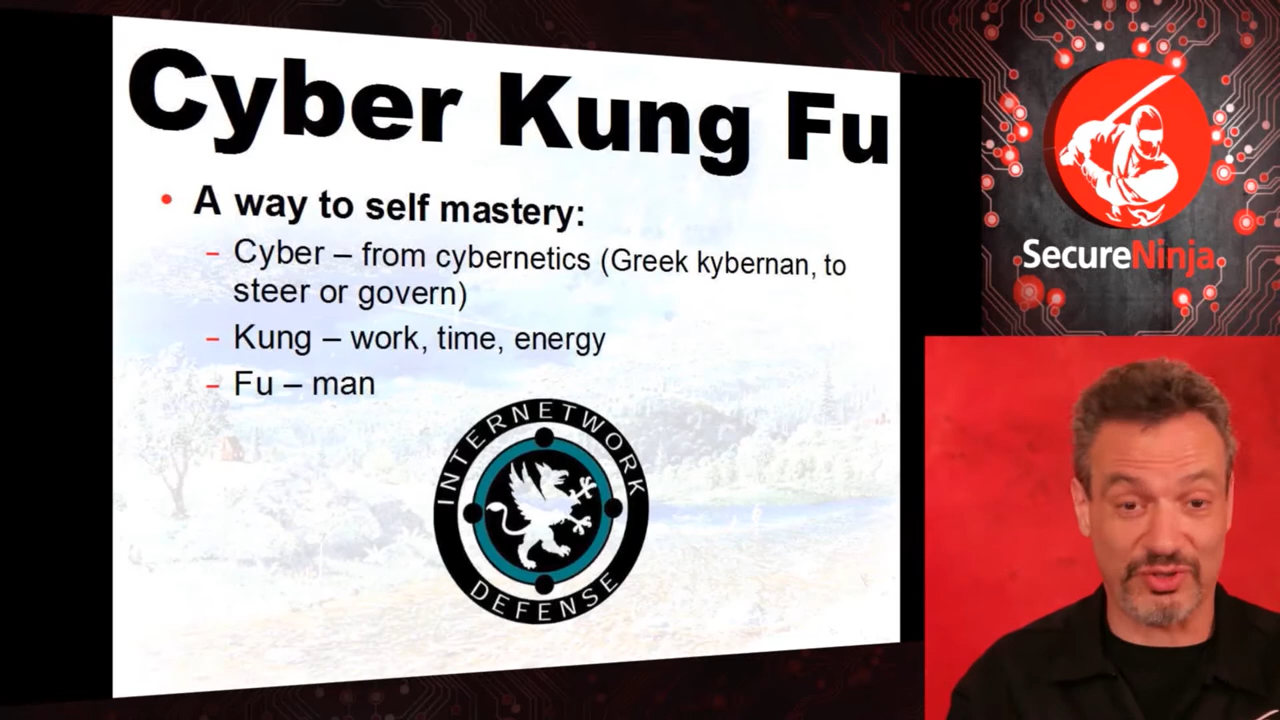 Cyber Kung Fu
• A way to self mastery:
– Cyber – from cybernetics (Greek kybernan, to
steer or govern)
– Kung – work, time, energy
– Fu – man
INTERNETWORK
DEFENSE
SecureNinja